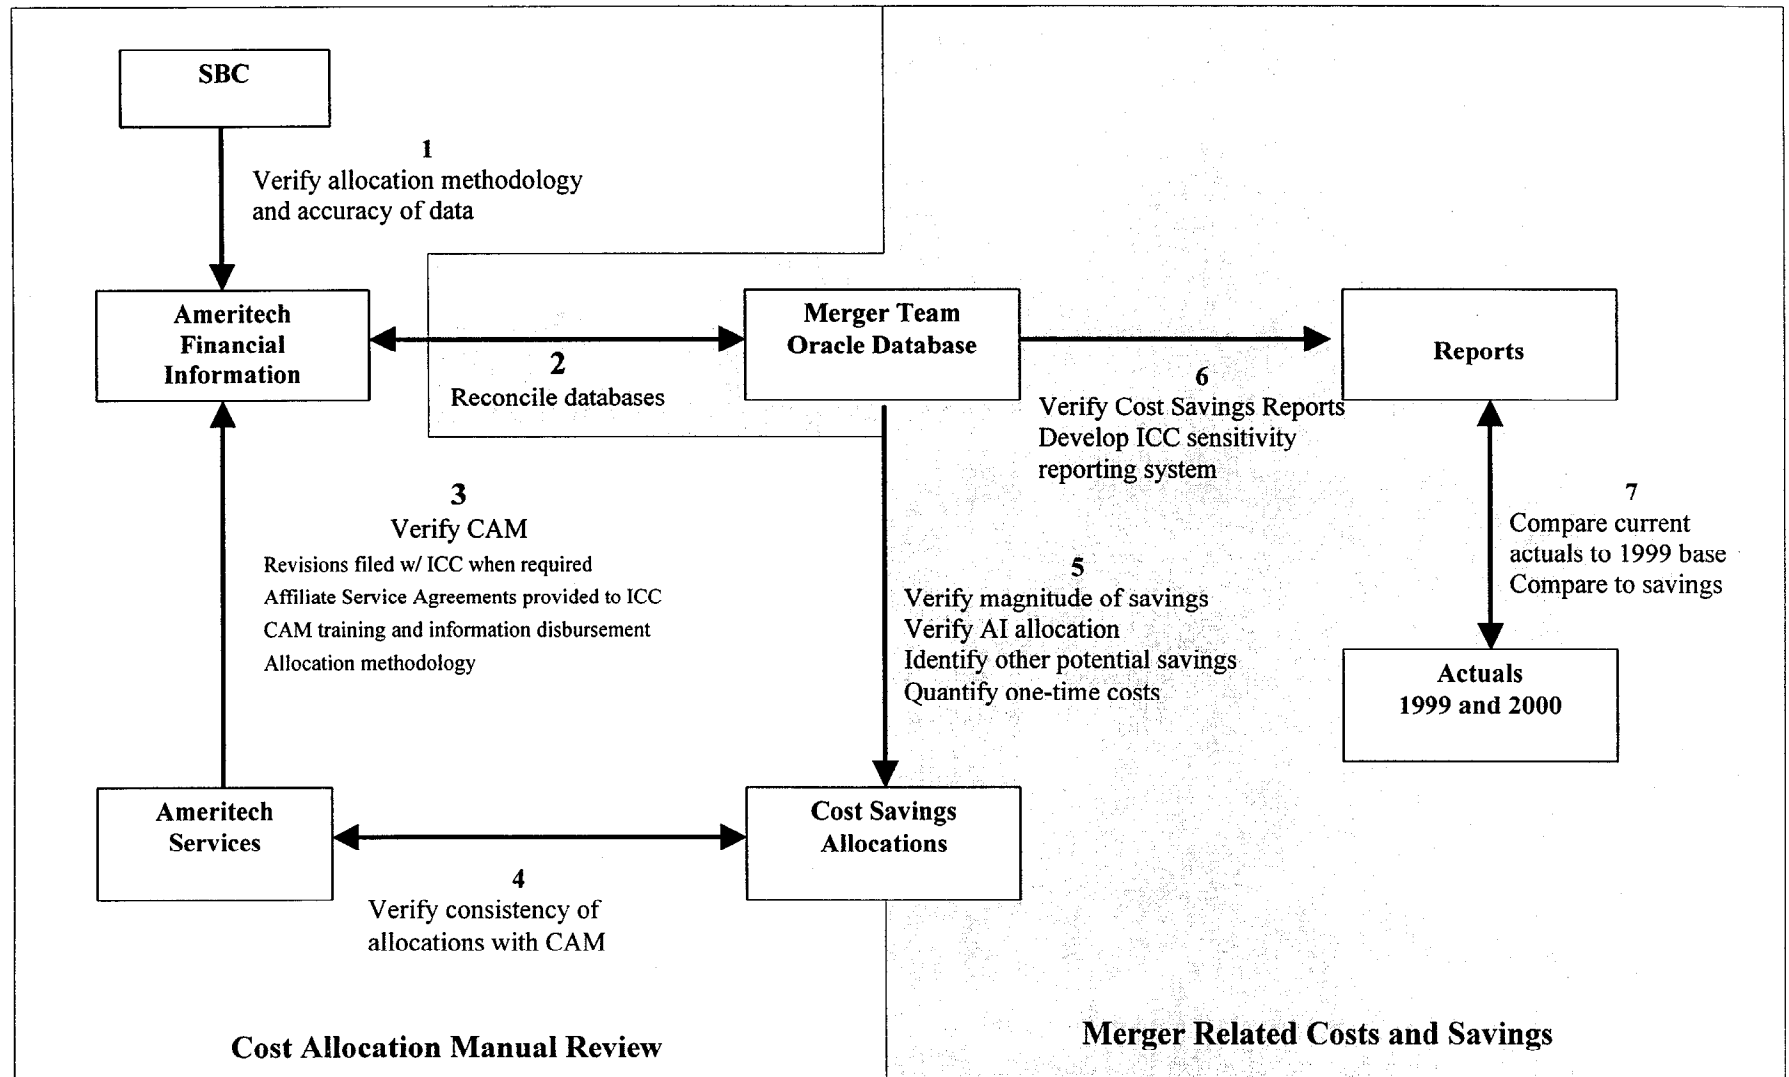 SBC
1
Verify allocation methodology
and accuracy of data
Ameritech
Financial
Information
2
Reconcile databases
Merger Team
Oracle Database
6
Verify Cost Savings Reports
Develop ICC sensitivity
reporting system
Reports
3
Verify CAM
Revisions filed w/ ICC when required
Affiliate Service Agreements provided to ICC
CAM training and information disbursement
Allocation methodology
5
Verify magnitude of savings
Verify AI allocation
Identify other potential savings
Quantify one-time costs
7
Compare current
actuals to 1999 base
Compare to savings
Actuals
1999 and 2000
Ameritech
Services
4
Verify consistency of
allocations with CAM
Cost Savings
Allocations
Cost Allocation Manual Review
Merger Related Costs and Savings